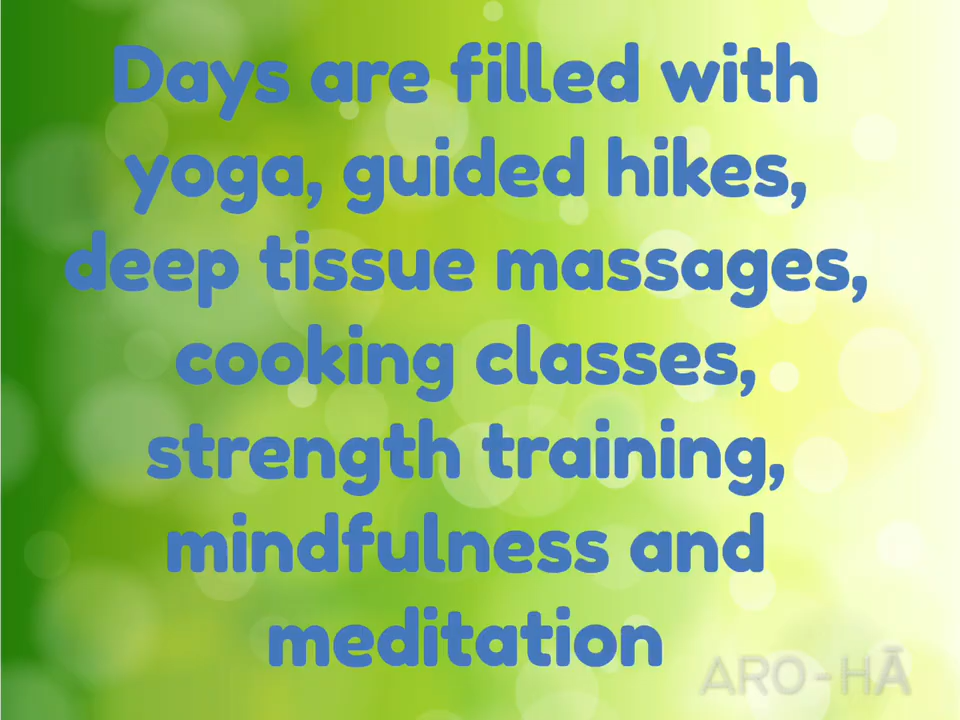 Days are filled with
yoga, guided hikes,
deep tissue massages,
cooking classes,
strength training,
mindfulness and
meditation
ARO-HĀ